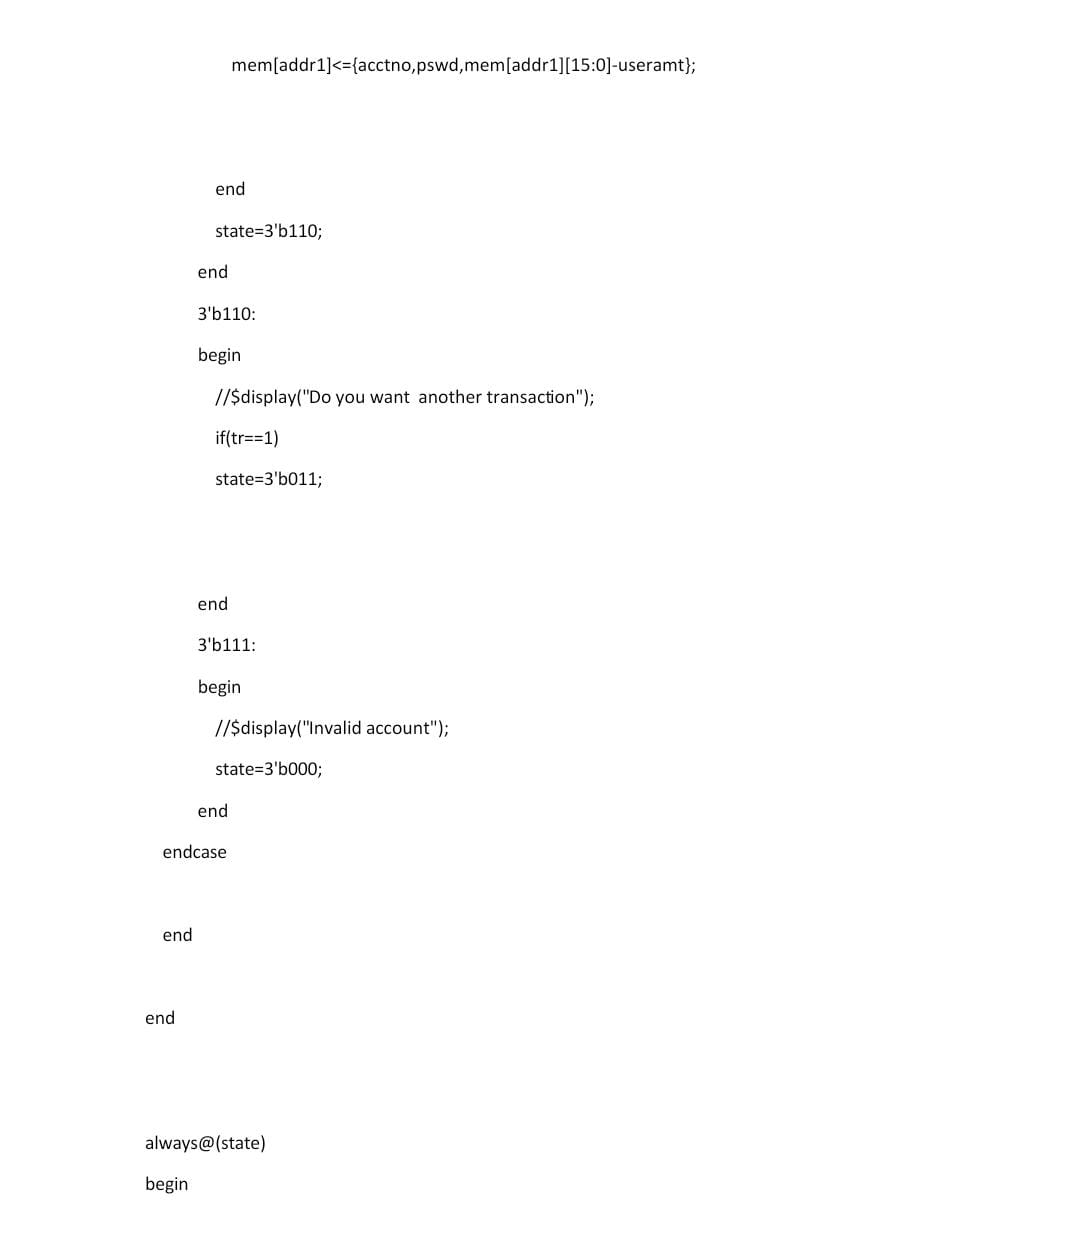 mem[addr1]<={acctno,pswd,mem[addr1][15:0]-useramt};
end
state=3'b110;
end
3'b110:
begin
//$display("Do you want  another transaction");
if(tr==1)
state=3'b011;
end
3'b111:
begin
//$display("Invalid account");
state=3'b000;
end
endcase
end
end
always@(state)
begin